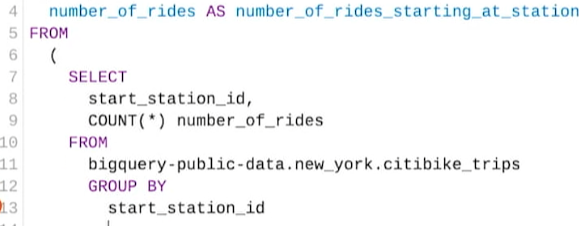 4 number_of_rides AS number_of_rides_starting_at_station
5 FROM
6 (
7 SELECT
8 start_station_id,
9 COUNT(*) number_of_rides
10 FROM
11 bigquery-public-data.new_york.citibike_trips
12 GROUP BY
13 start_station_id